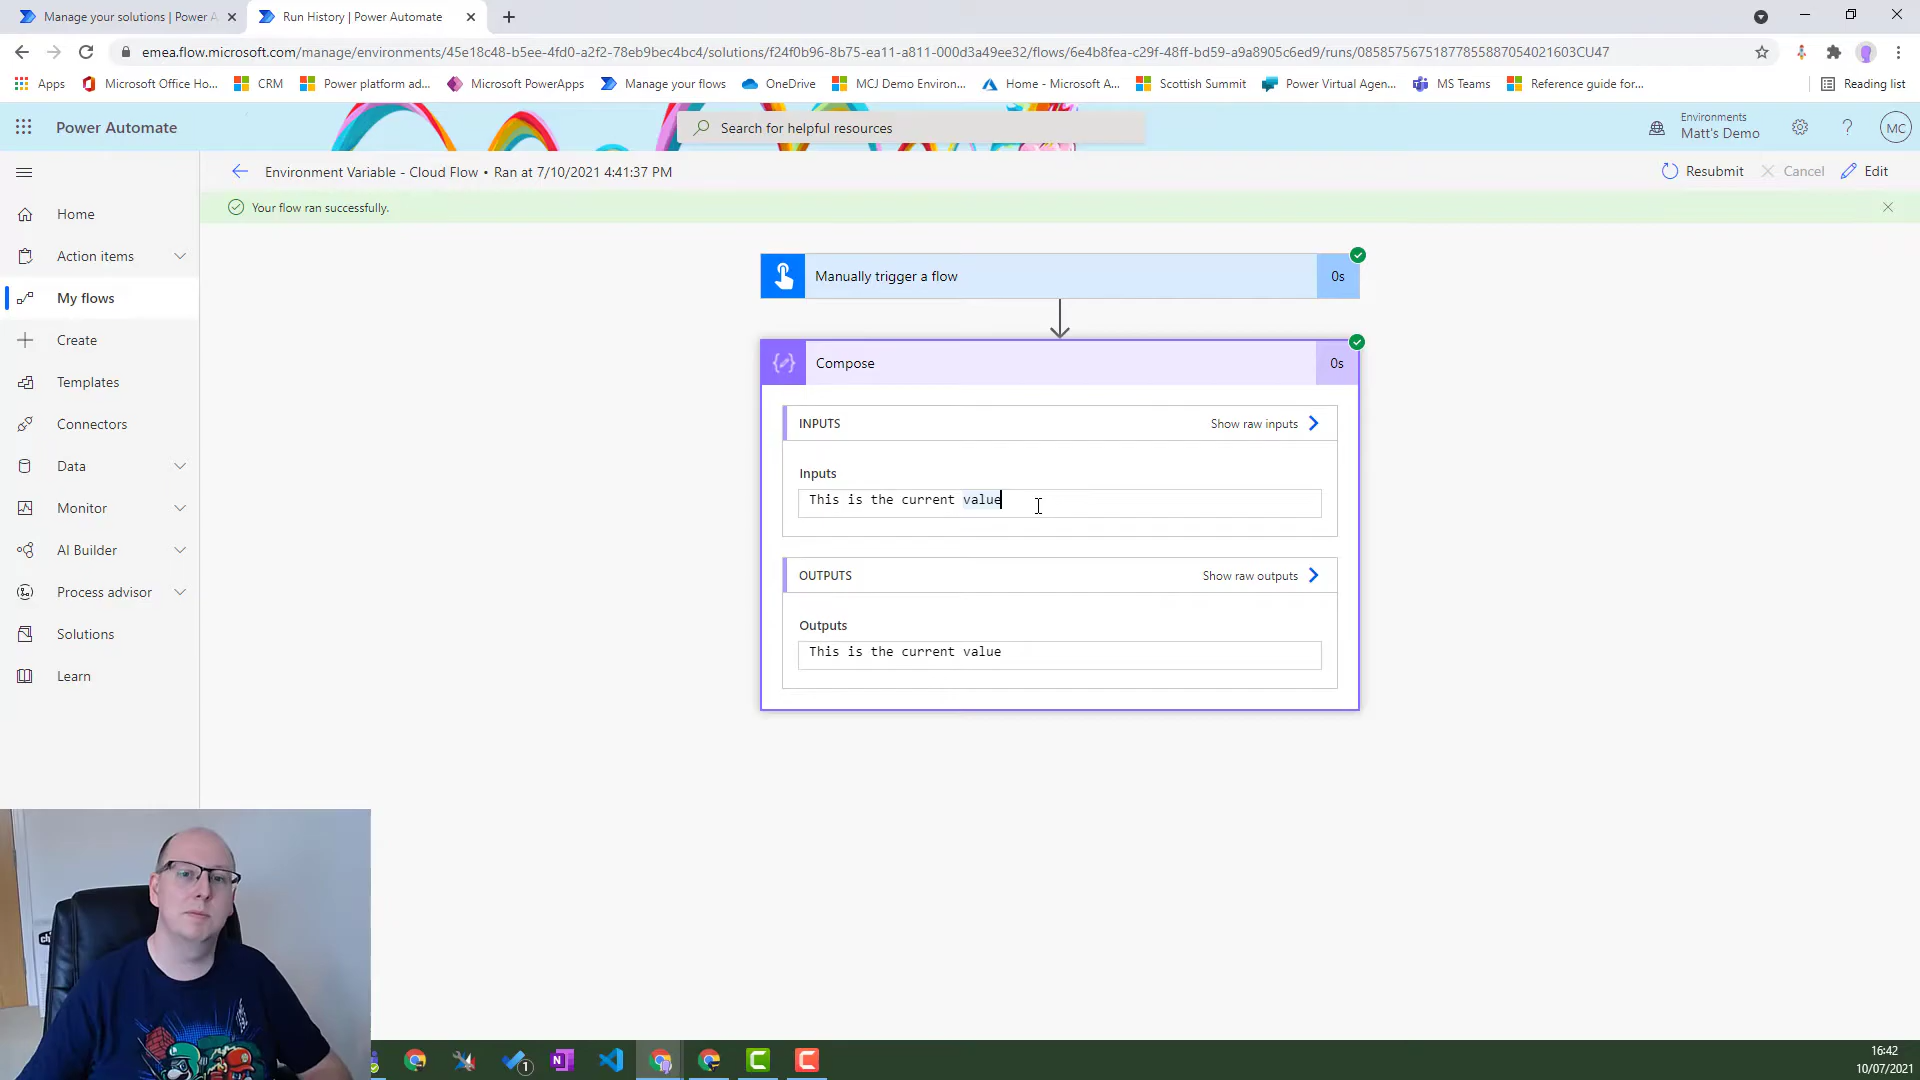 Manage your solutions | Power A
Run History | Power Automate
emea.flow.microsoft.com/manage/environments/45e18c48-b5ee-4fd0-a2f2-78eb9bec4bc4/solutions/f24f0b96-8b75-ea11-a811-000d3a49ee32/flows/6e4b8fea-c29f-48ff-bd59-a9a8905c6ed9/runs/08585756751877855887054021603CU47
Apps
Microsoft Office Ho...
CRM
Power platform ad...
Microsoft PowerApps
Manage your flows
OneDrive
MCJ Demo Environ...
Home - Microsoft A...
Scottish Summit
Power Virtual Agen...
MS Teams
Reference guide for...
Reading list
Power Automate
Search for helpful resources
Environments
Matt's Demo
?
MC
Environment Variable - Cloud Flow • Ran at 7/10/2021 4:41:37 PM
Resubmit
Cancel
Edit
Your flow ran successfully.
Home
Action items
My flows
Create
Templates
Connectors
Data
Monitor
AI Builder
Process advisor
Solutions
Learn
Manually trigger a flow
0s
Compose
0s
INPUTS
Show raw inputs
Inputs
This is the current value
OUTPUTS
Show raw outputs
Outputs
This is the current value
1
N
16:42
10/07/2021